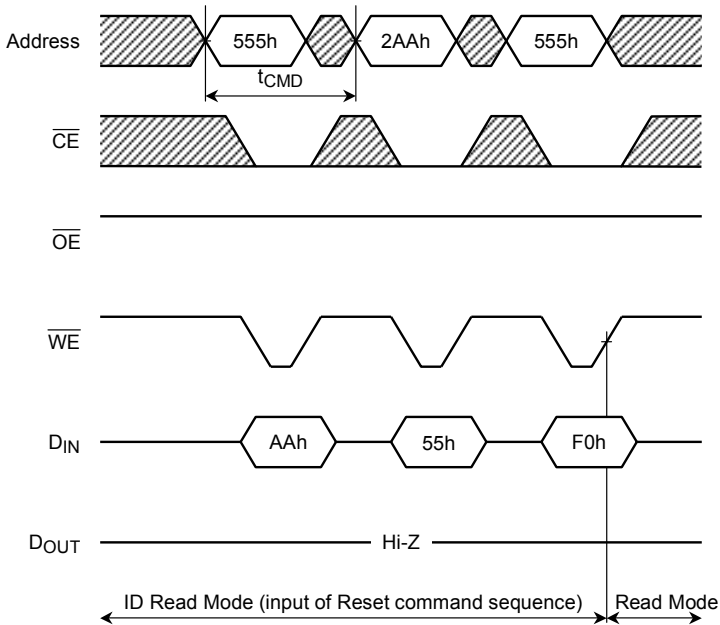 Address 555h 2AAh 555h
tCMD
CE
OE
WE
DIN AAh 55h F0h
DOUT Hi-Z
ID Read Mode (input of Reset command sequence) Read Mode